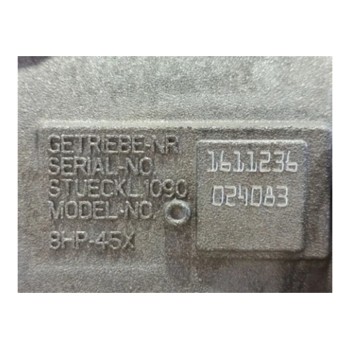 GETRIEBE-NR
SERIAL-NO.
1611236
STUECKL.1090
024083
MODEL-NO.
8HP-45X